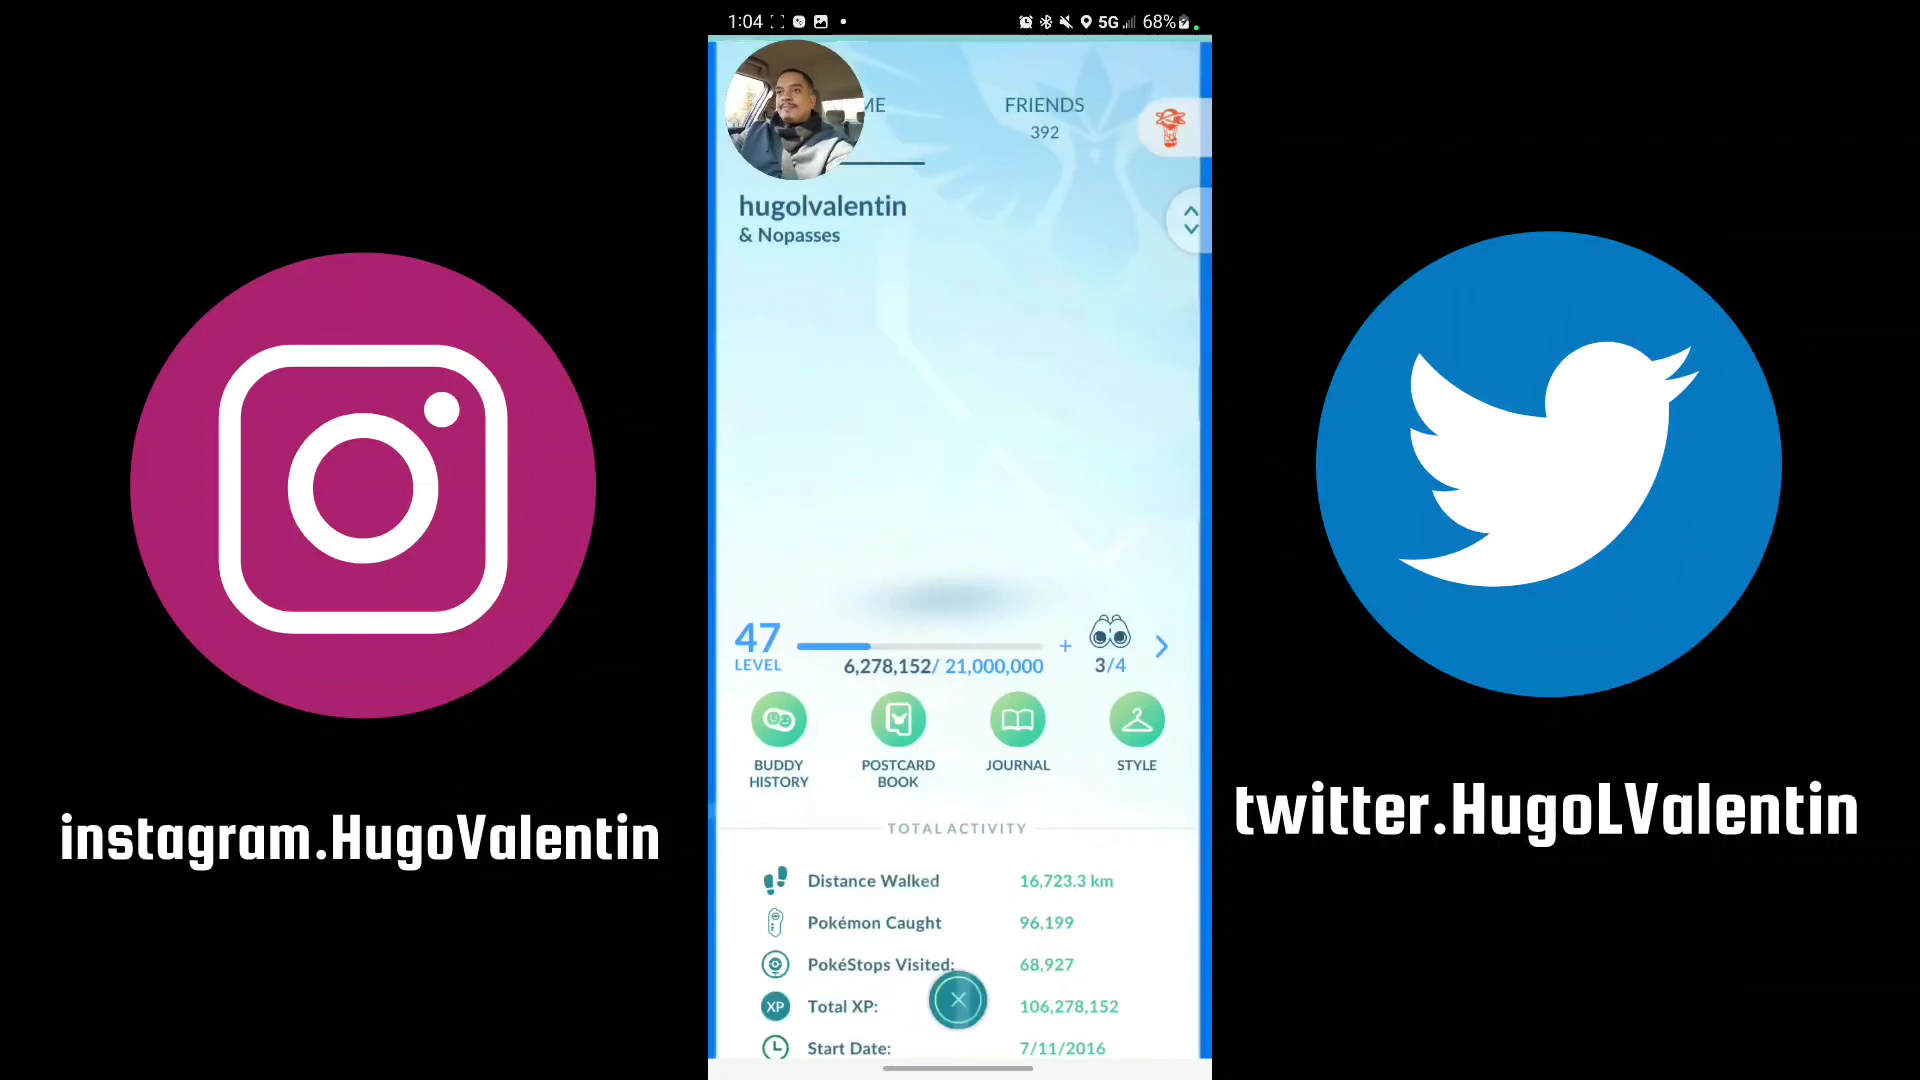 1:04
5G 68%
ME
FRIENDS
392
hugolvalentin
& Nopasses
47
LEVEL
6,278,152/ 21,000,000
+
3/4
BUDDY
HISTORY
POSTCARD
BOOK
JOURNAL
STYLE
TOTAL ACTIVITY
Distance Walked
16,723.3 km
Pokémon Caught
96,199
PokéStops Visited:
68,927
XP
Total XP:
106,278,152
Start Date:
7/11/2016
instagram.HugoValentin
twitter.HugoLValentin